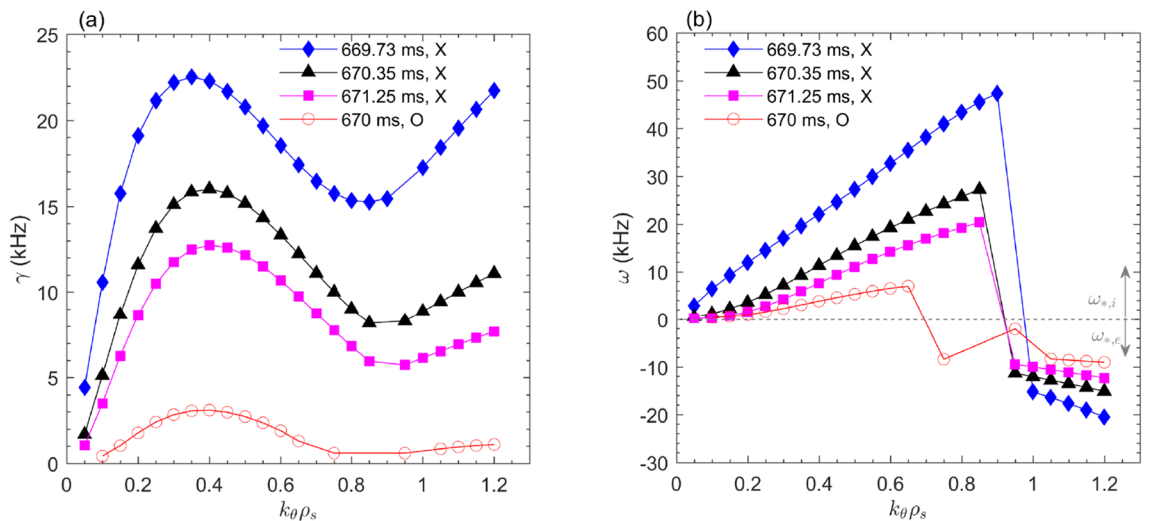 (a)
25
20
15
10
5
0
γ (kHz)
669.73 ms, X
670.35 ms, X
671.25 ms, X
670 ms, O
0 0.2 0.4 0.6 0.8 1 1.2
kθρs
(b)
60
50
40
30
20
10
0
-10
-20
-30
ω (kHz)
669.73 ms, X
670.35 ms, X
671.25 ms, X
670 ms, O
ω*,i
ω*,e
0 0.2 0.4 0.6 0.8 1 1.2
kθρs